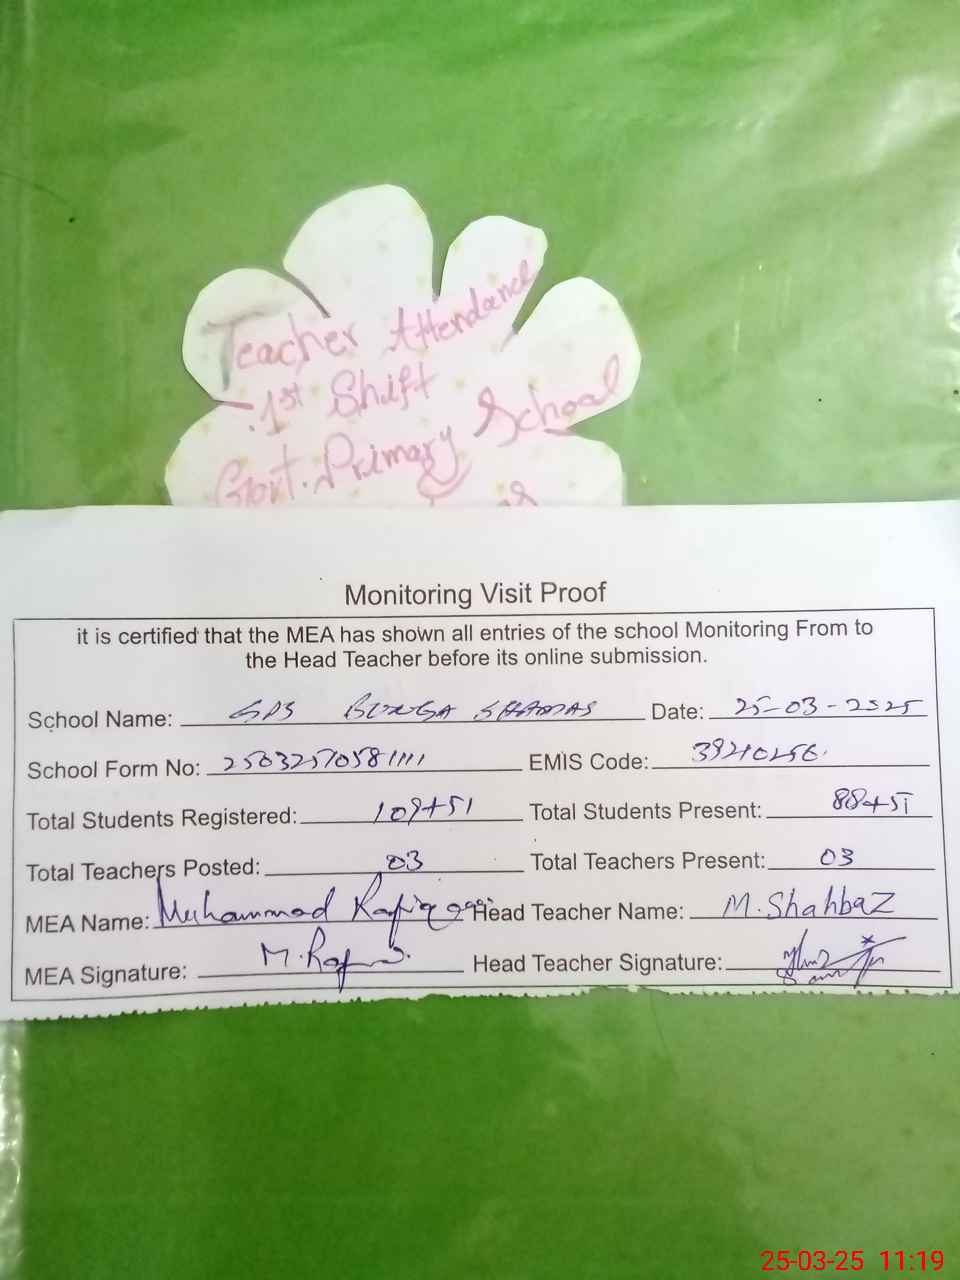 Teacher Attendance
1st Shift
Govt. Primary School
Monitoring Visit Proof
it is certified that the MEA has shown all entries of the school Monitoring From to
the Head Teacher before its online submission.
School Name: GPS BUNGA SHAMAS Date: 25-03-2025
School Form No: 25032570581111 EMIS Code: 39210256
Total Students Registered: 109+51 Total Students Present: 88+51
Total Teachers Posted: 03 Total Teachers Present: 03
MEA Name: Muhammad Rafiq Head Teacher Name: M.Shahbaz
MEA Signature: M.Rafiq Head Teacher Signature:
25-03-25 11:19